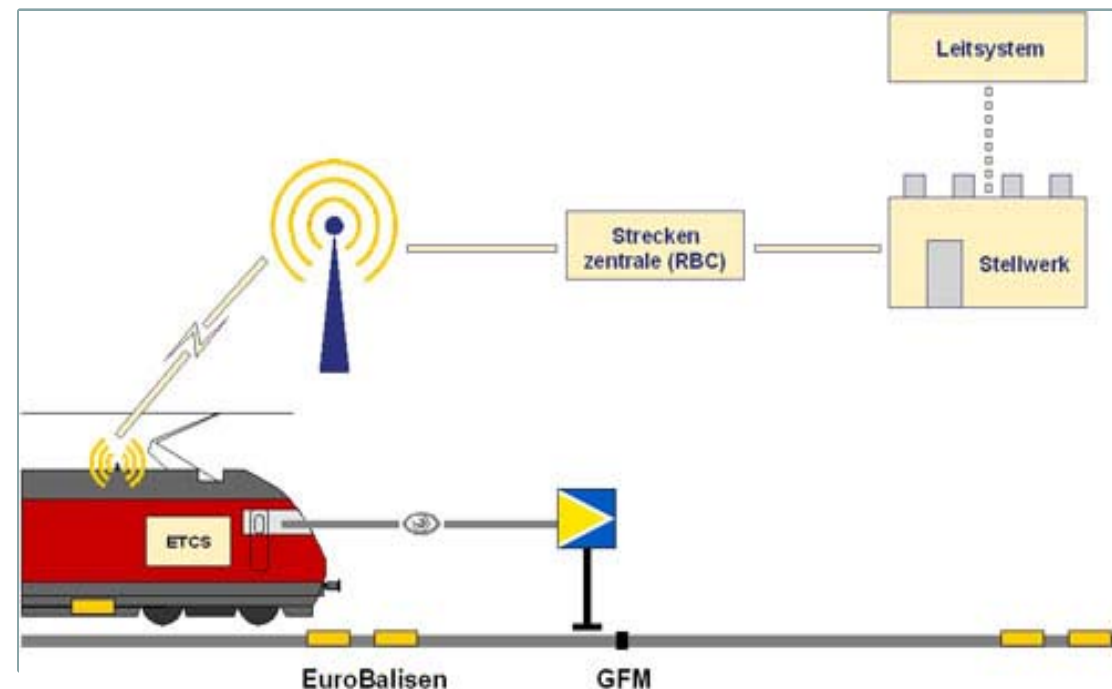 Leitsystem
Strecken
zentrale (RBC)
Stellwerk
ETCS
EuroBalisen
GFM